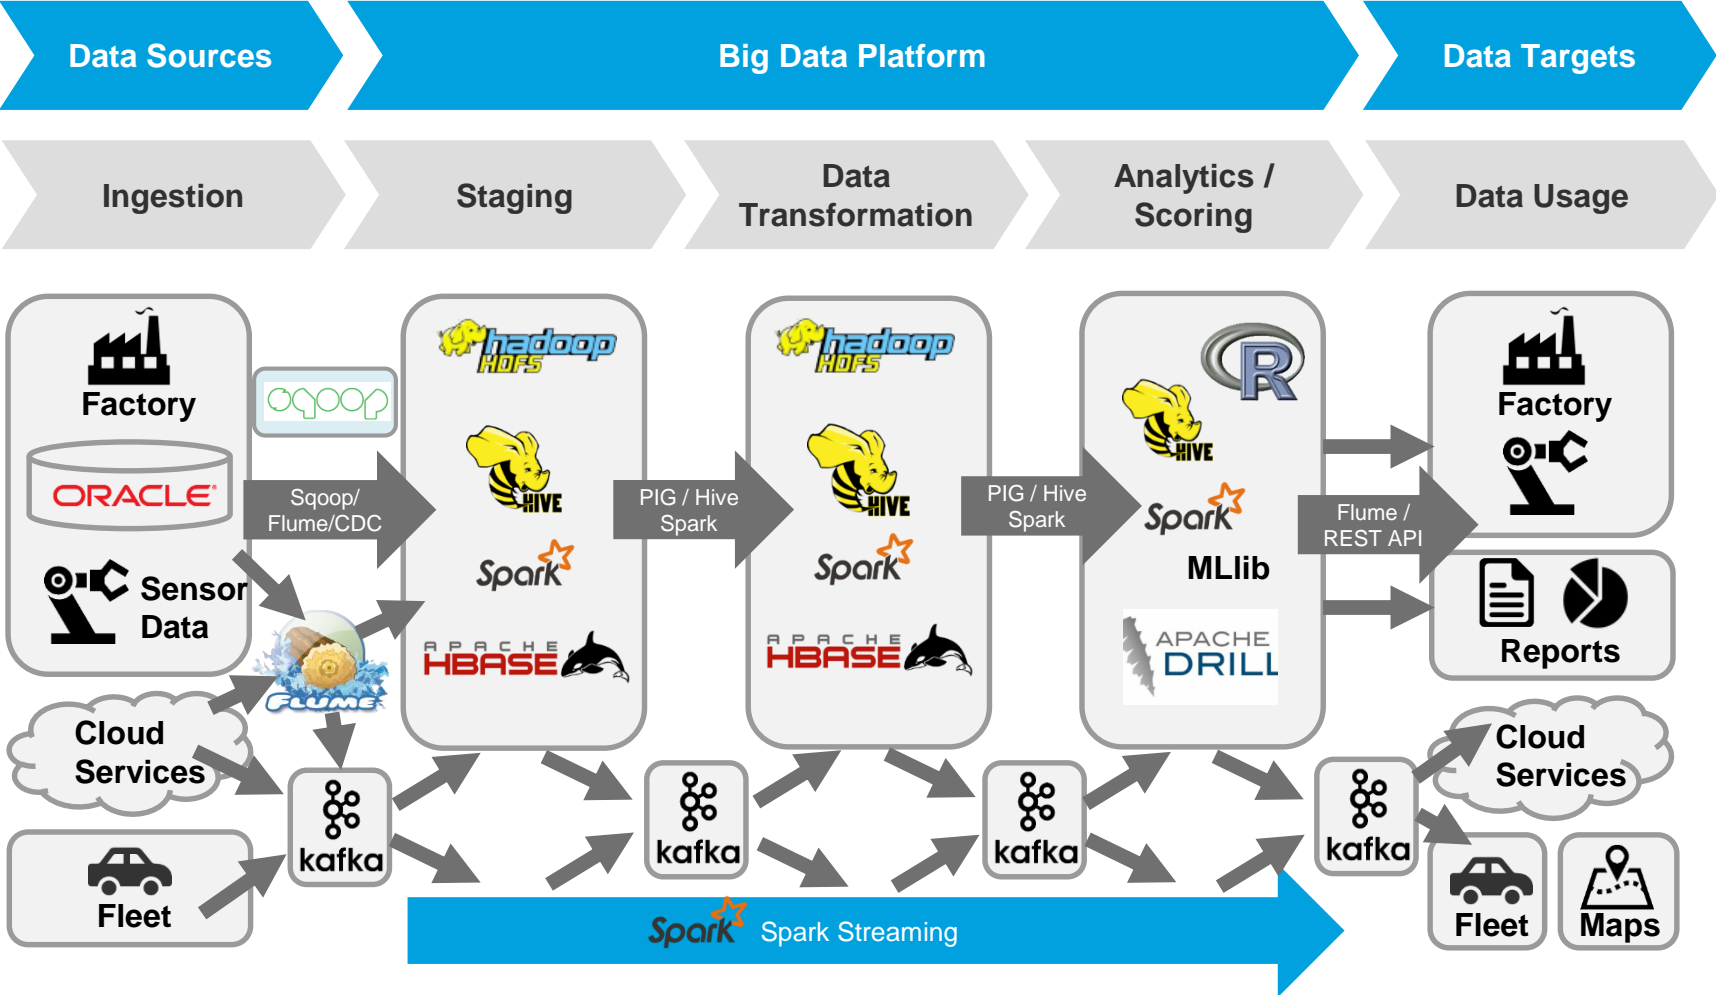 Data Sources
Big Data Platform
Data Targets
Ingestion
Staging
Data
Transformation
Analytics /
Scoring
Data Usage
Factory
ORACLE
Sensor
Data
Cloud
Services
Fleet
sqoop
Sqoop/
Flume/CDC
FLUME
kafka
hadoop
HDFS
HIVE
Spark
APACHE
HBASE
PIG / Hive
Spark
kafka
hadoop
HDFS
HIVE
Spark
APACHE
HBASE
PIG / Hive
Spark
kafka
R
HIVE
Spark
MLlib
APACHE
DRILL
Flume /
REST API
kafka
Factory
Reports
Cloud
Services
Fleet
Maps
Spark
Spark Streaming